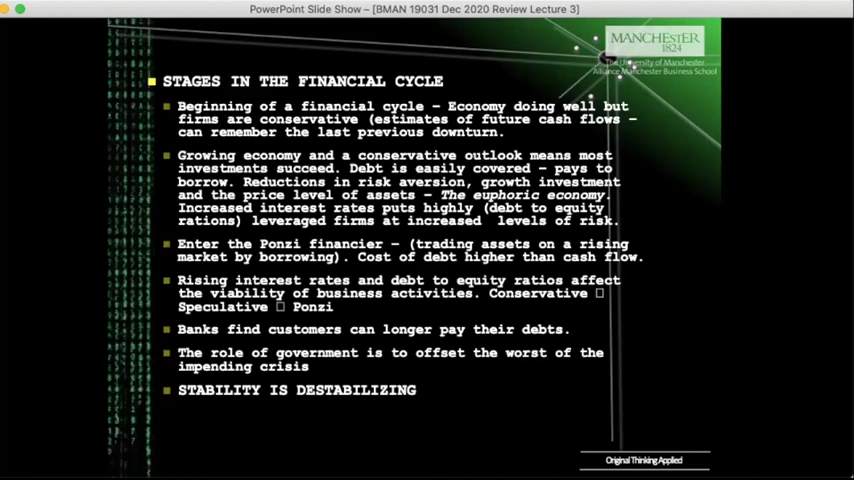 PowerPoint Slide Show – [BMAN 19031 Dec 2020 Review Lecture 3]
MANCHESTER
1824
The University of Manchester
Alliance Manchester Business School
STAGES IN THE FINANCIAL CYCLE
Beginning of a financial cycle – Economy doing well but
firms are conservative (estimates of future cash flows –
can remember the last previous downturn.
Growing economy and a conservative outlook means most
investments succeed. Debt is easily covered – pays to
borrow. Reductions in risk aversion, growth investment
and the price level of assets – The euphoric economy.
Increased interest rates puts highly (debt to equity
rations) leveraged firms at increased levels of risk.
Enter the Ponzi financier – (trading assets on a rising
market by borrowing). Cost of debt higher than cash flow.
Rising interest rates and debt to equity ratios affect
the viability of business activities. Conservative □
Speculative □ Ponzi
Banks find customers can longer pay their debts.
The role of government is to offset the worst of the
impending crisis
STABILITY IS DESTABILIZING
Original Thinking Applied